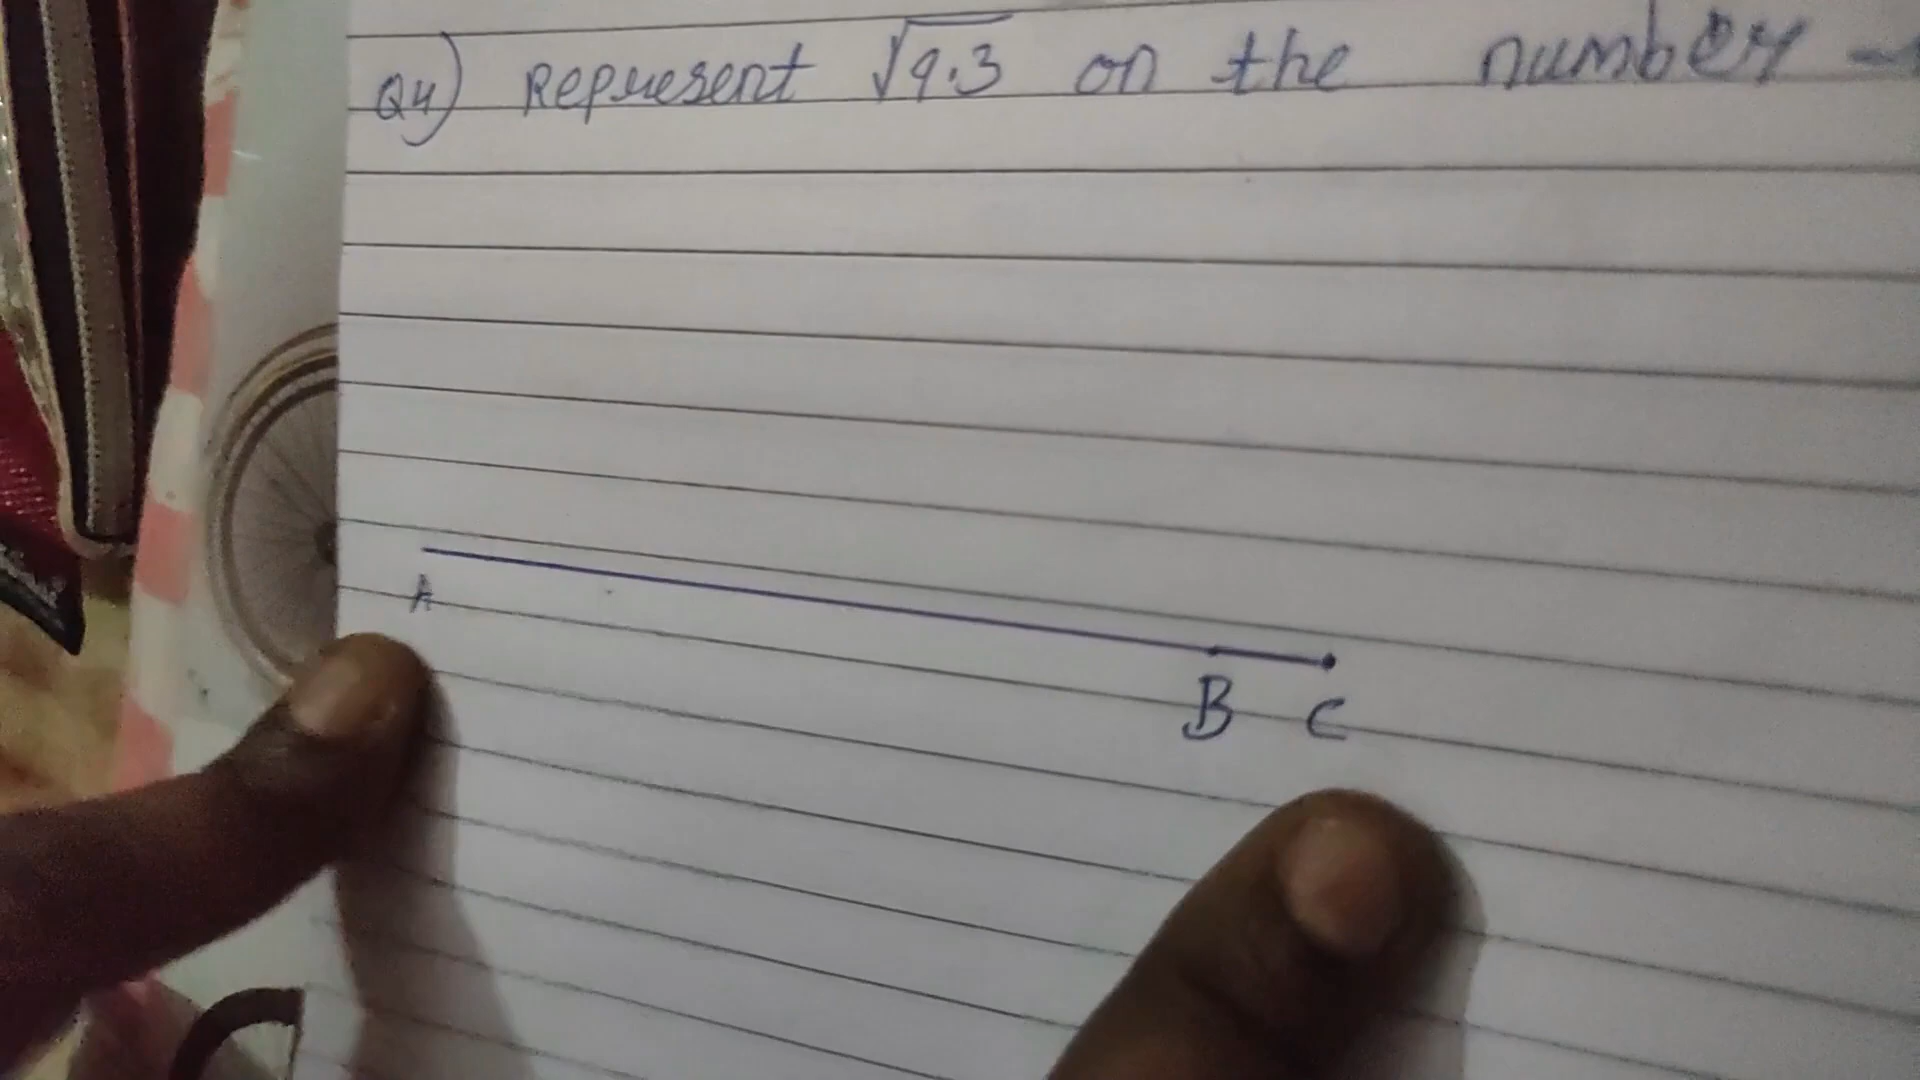 Q4) Represent √9.3 on the number -
A
B C